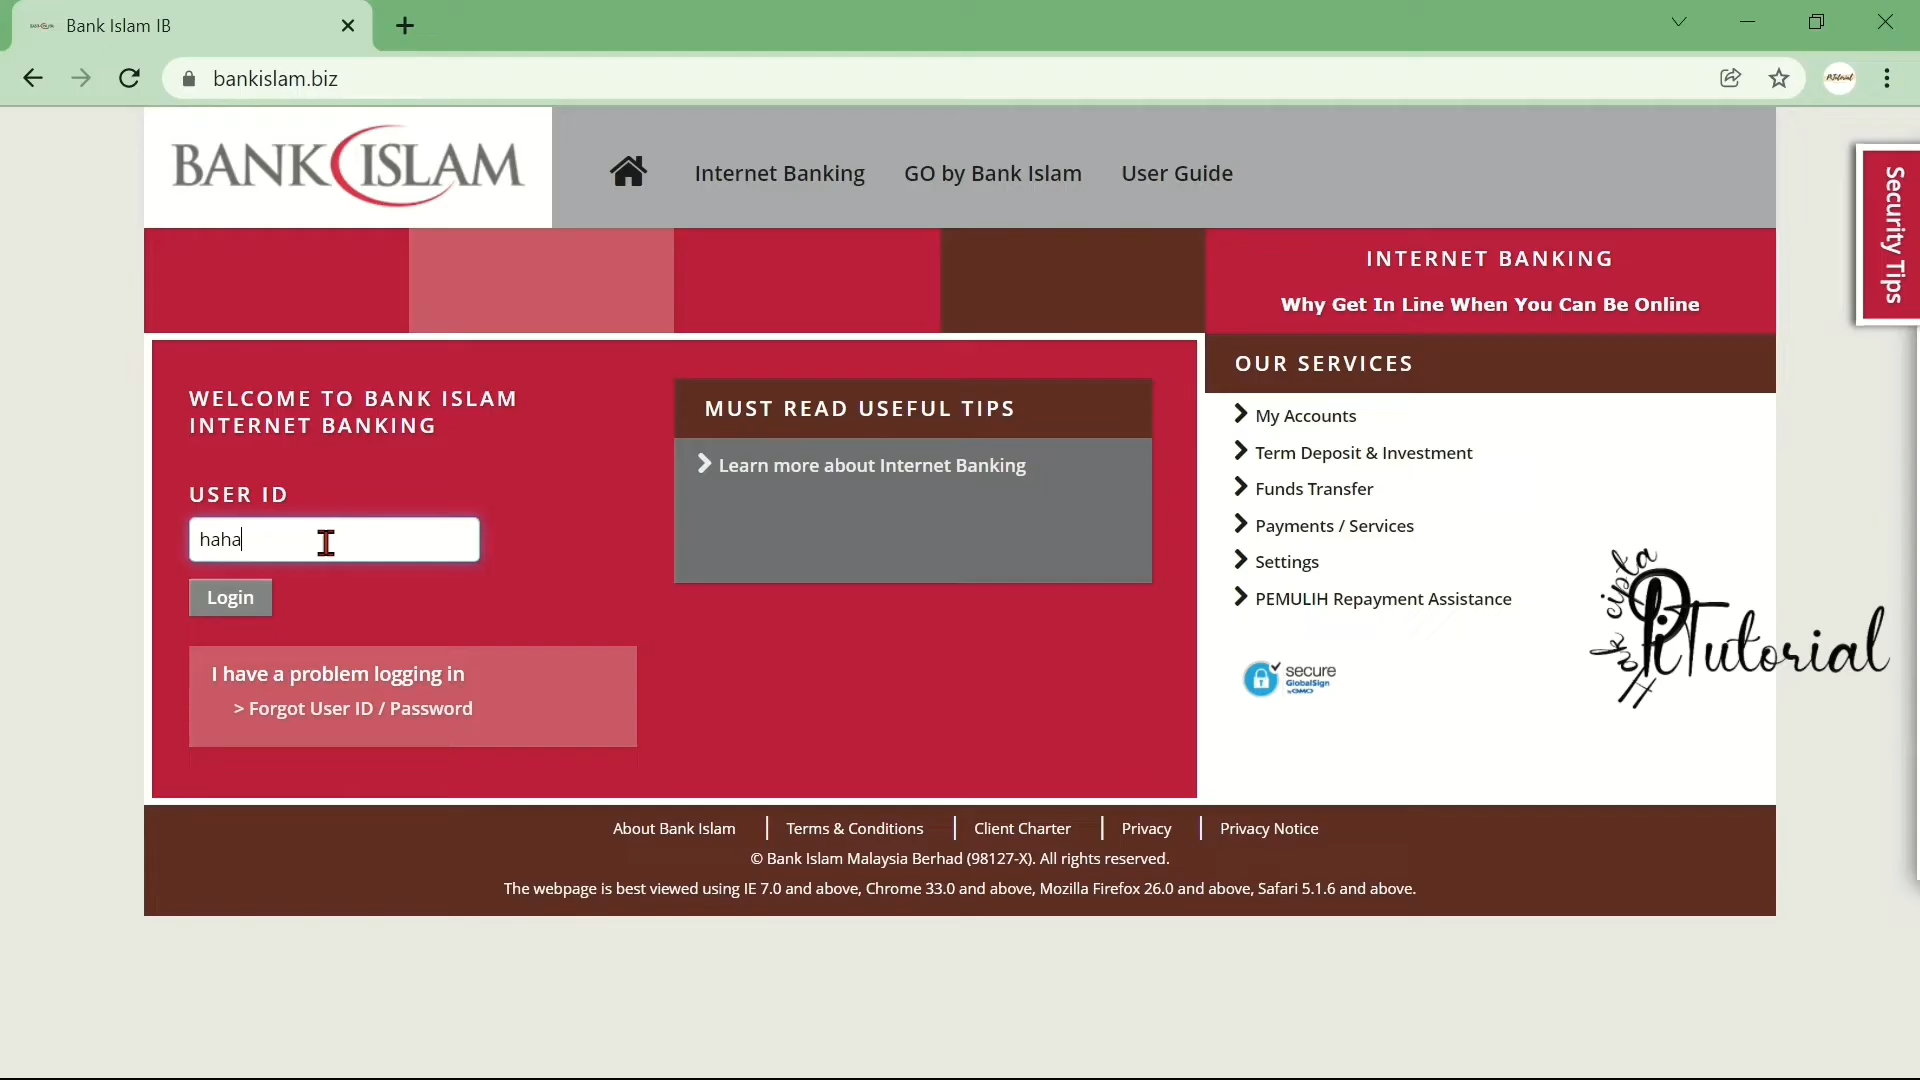 Bank Islam IB
bankislam.biz
BANK ISLAM
Internet Banking
GO by Bank Islam
User Guide
Security Tips
INTERNET BANKING
Why Get In Line When You Can Be Online
WELCOME TO BANK ISLAM
INTERNET BANKING
USER ID
haha
Login
I have a problem logging in
> Forgot User ID / Password
MUST READ USEFUL TIPS
Learn more about Internet Banking
OUR SERVICES
My Accounts
Term Deposit & Investment
Funds Transfer
Payments / Services
Settings
PEMULIH Repayment Assistance
secure
GlobalSign
by GMO
Hak cipta
PiTutorial
About Bank Islam
Terms & Conditions
Client Charter
Privacy
Privacy Notice
© Bank Islam Malaysia Berhad (98127-X). All rights reserved.
The webpage is best viewed using IE 7.0 and above, Chrome 33.0 and above, Mozilla Firefox 26.0 and above, Safari 5.1.6 and above.